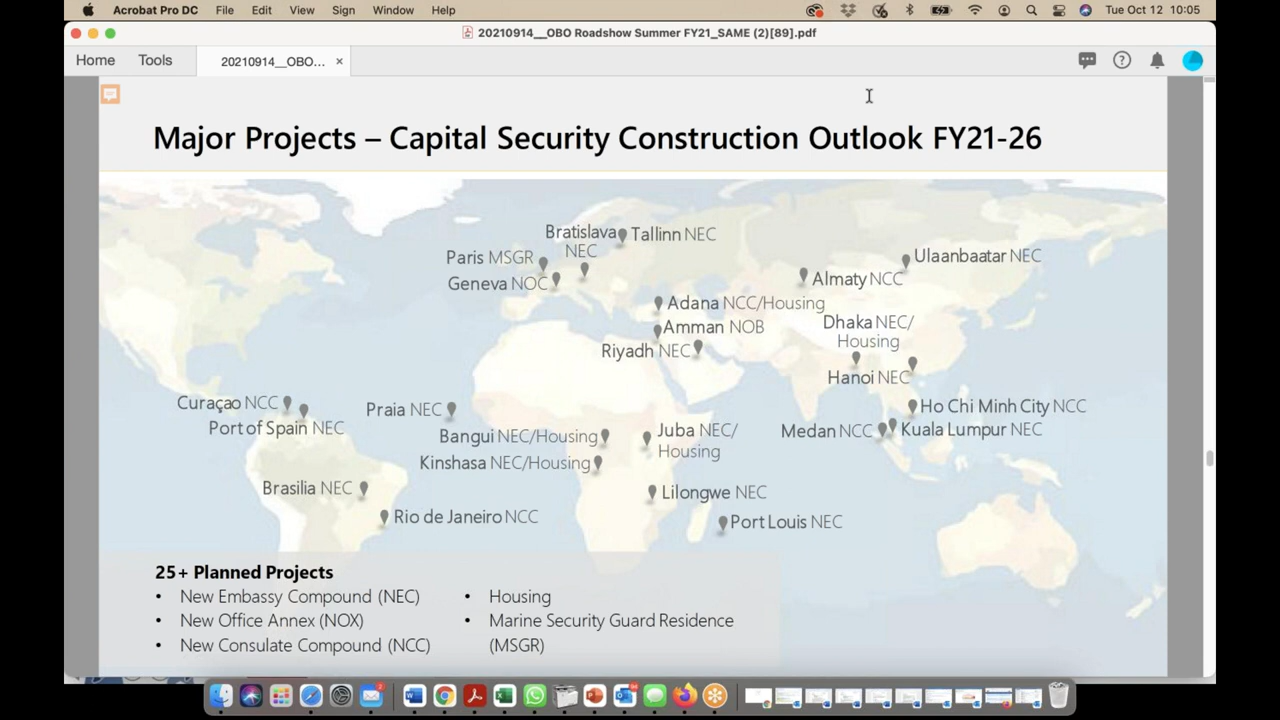 Acrobat Pro DC File Edit View Sign Window Help Tue Oct 12 10:05
20210914__OBO Roadshow Summer FY21_SAME (2)[89].pdf
Home Tools 20210914__OBO... ×
Major Projects – Capital Security Construction Outlook FY21-26
Bratislava
NEC
Tallinn NEC
Paris MSGR
Geneva NOC
Ulaanbaatar NEC
Almaty NCC
Adana NCC/Housing
Amman NOB
Dhaka NEC/
Housing
Riyadh NEC
Hanoi NEC
Curaçao NCC
Port of Spain NEC
Praia NEC
Ho Chi Minh City NCC
Bangui NEC/Housing
Juba NEC/
Housing
Medan NCC
Kuala Lumpur NEC
Kinshasa NEC/Housing
Brasilia NEC
Lilongwe NEC
Rio de Janeiro NCC
Port Louis NEC
25+ Planned Projects
• New Embassy Compound (NEC)
• New Office Annex (NOX)
• New Consulate Compound (NCC)
• Housing
• Marine Security Guard Residence
(MSGR)